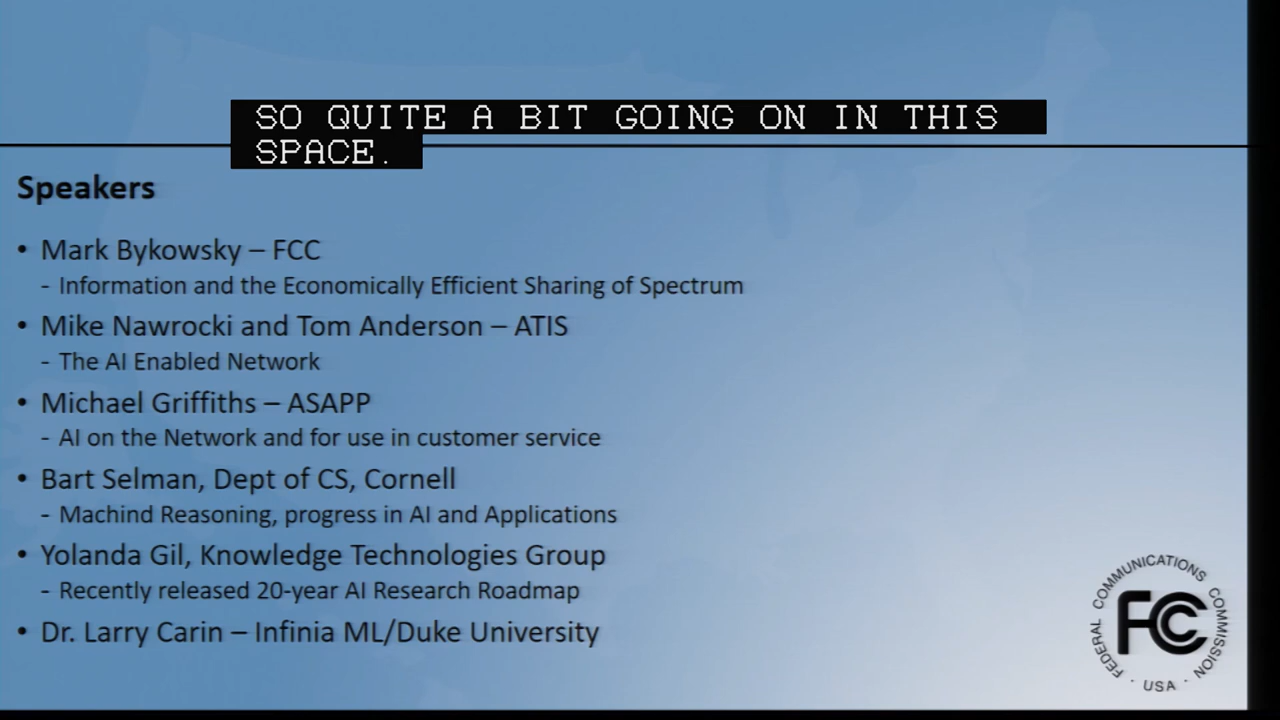 SO QUITE A BIT GOING ON IN THIS
SPACE.
Speakers
• Mark Bykowsky – FCC
- Information and the Economically Efficient Sharing of Spectrum
• Mike Nawrocki and Tom Anderson – ATIS
- The AI Enabled Network
• Michael Griffiths – ASAPP
- AI on the Network and for use in customer service
• Bart Selman, Dept of CS, Cornell
- Machind Reasoning, progress in AI and Applications
• Yolanda Gil, Knowledge Technologies Group
- Recently released 20-year AI Research Roadmap
• Dr. Larry Carin – Infinia ML/Duke University
FEDERAL COMMUNICATIONS COMMISSION
FCC
· USA ·